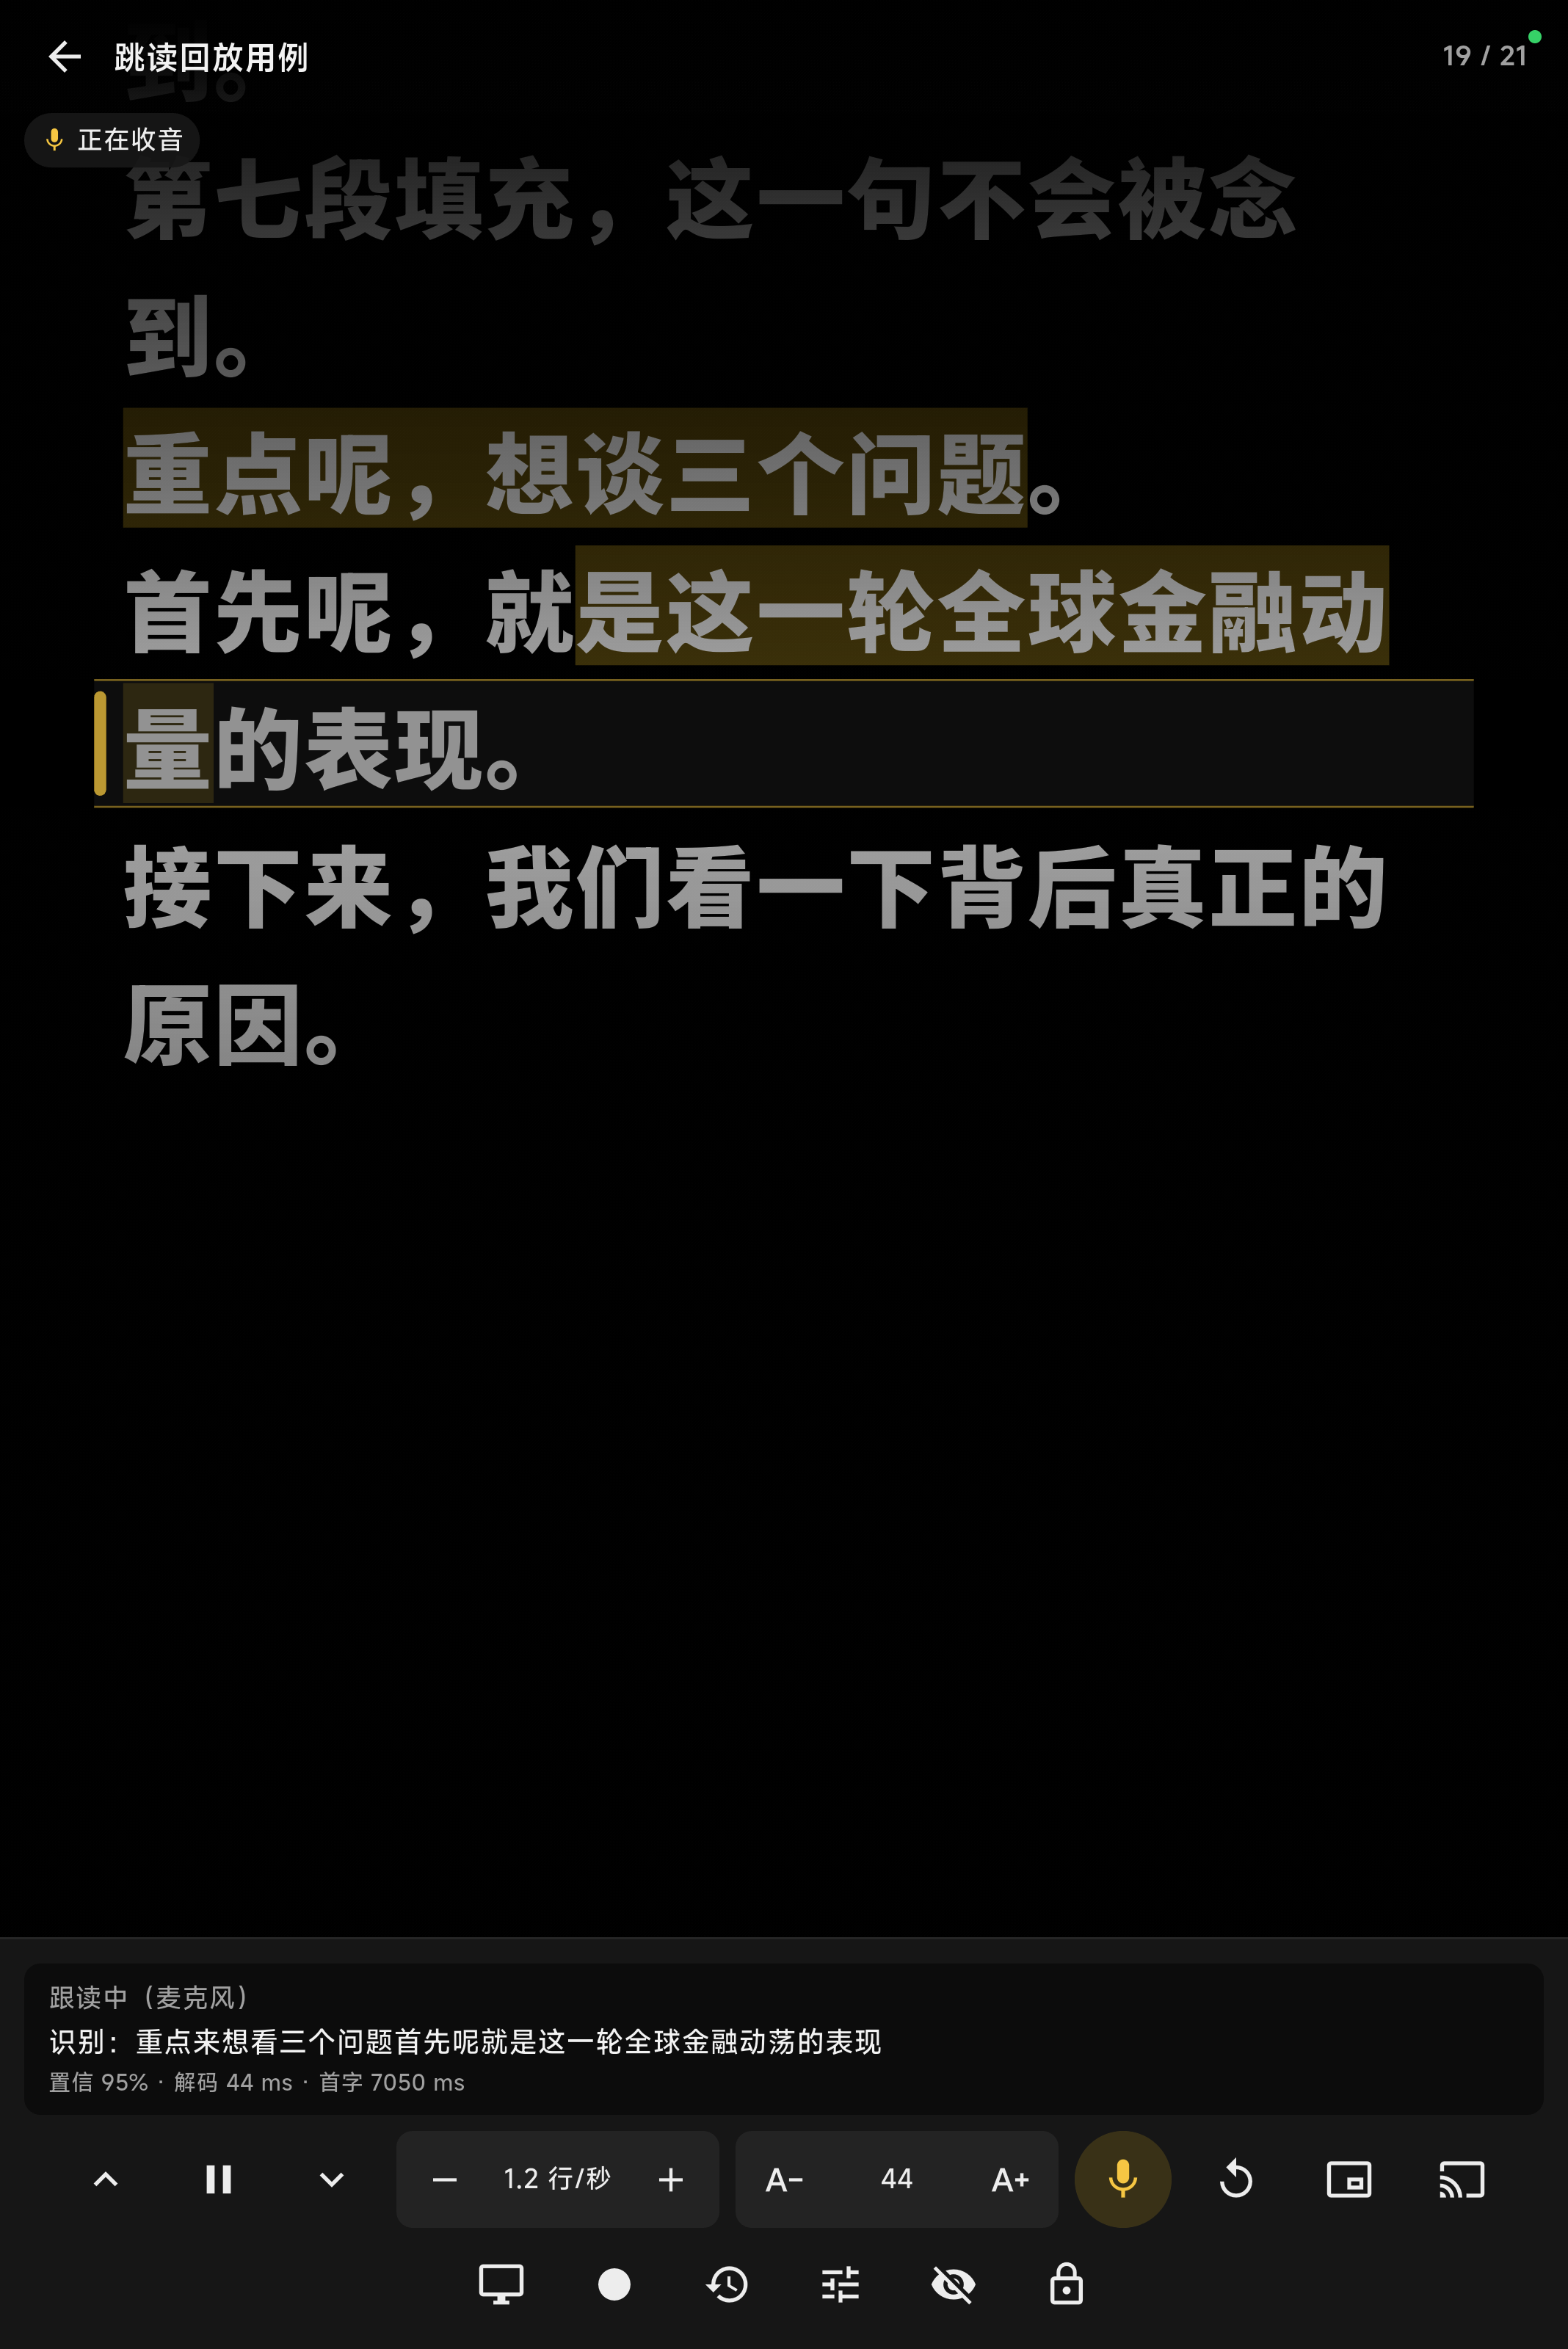 到。
跳读回放用例
19 / 21
正在收音
第七段填充，这一句不会被念
到。
重点呢，想谈三个问题。
首先呢，就是这一轮全球金融动
量的表现。
接下来，我们看一下背后真正的
原因。
跟读中（麦克风）
识别：重点来想看三个问题首先呢就是这一轮全球金融动荡的表现
置信 95% · 解码 44 ms · 首字 7050 ms
1.2 行/秒
A- 44 A+